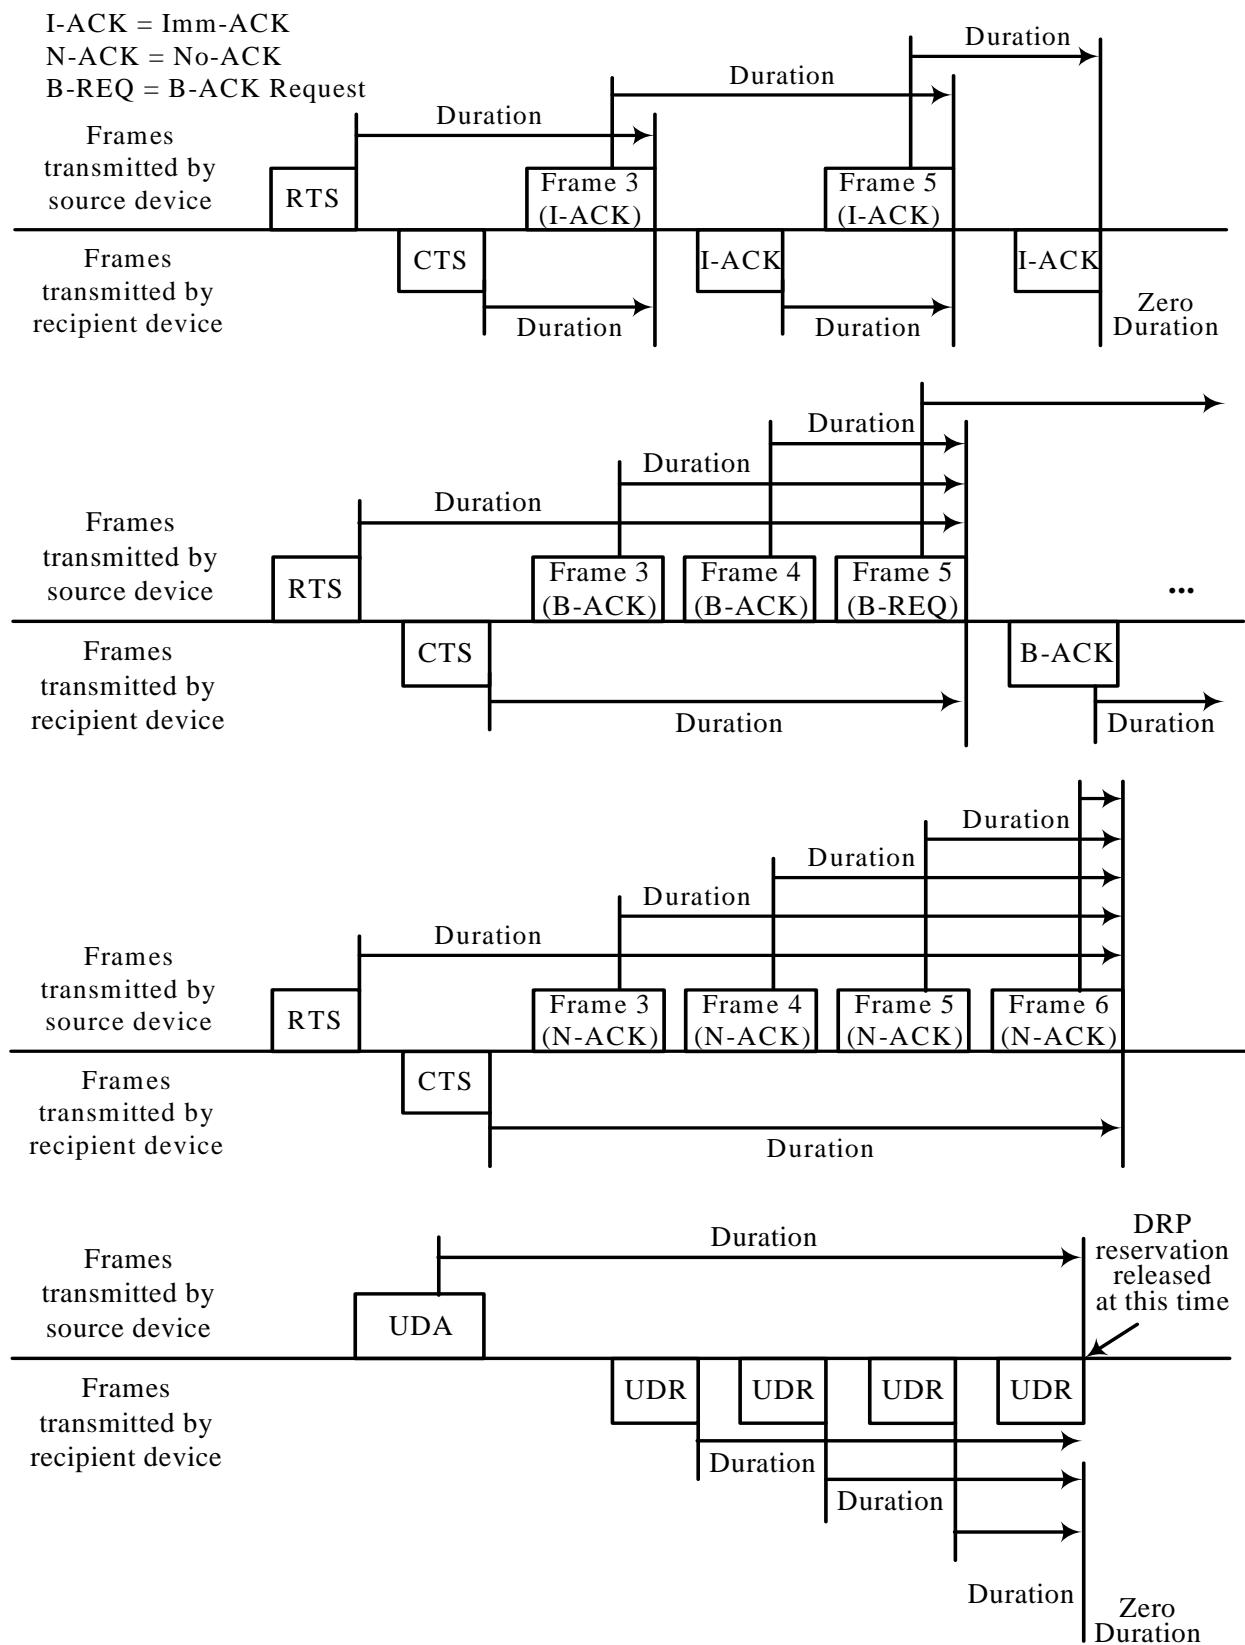 I-ACK = Imm-ACK
N-ACK = No-ACK
B-REQ = B-ACK Request
Duration
Duration
Duration
Frames
transmitted by
source device
RTS
Frame 3
(I-ACK)
Frame 5
(I-ACK)
Frames
transmitted by
recipient device
CTS
I-ACK
I-ACK
Duration
Duration
Zero
Duration
Duration
Duration
Duration
Frames
transmitted by
source device
RTS
Frame 3
(B-ACK)
Frame 4
(B-ACK)
Frame 5
(B-REQ)
...
Frames
transmitted by
recipient device
CTS
B-ACK
Duration
Duration
Duration
Duration
Duration
Duration
Frames
transmitted by
source device
RTS
Frame 3
(N-ACK)
Frame 4
(N-ACK)
Frame 5
(N-ACK)
Frame 6
(N-ACK)
Frames
transmitted by
recipient device
CTS
Duration
Duration
DRP
reservation
released
at this time
Frames
transmitted by
source device
UDA
Frames
transmitted by
recipient device
UDR
UDR
UDR
UDR
Duration
Duration
Duration
Zero
Duration